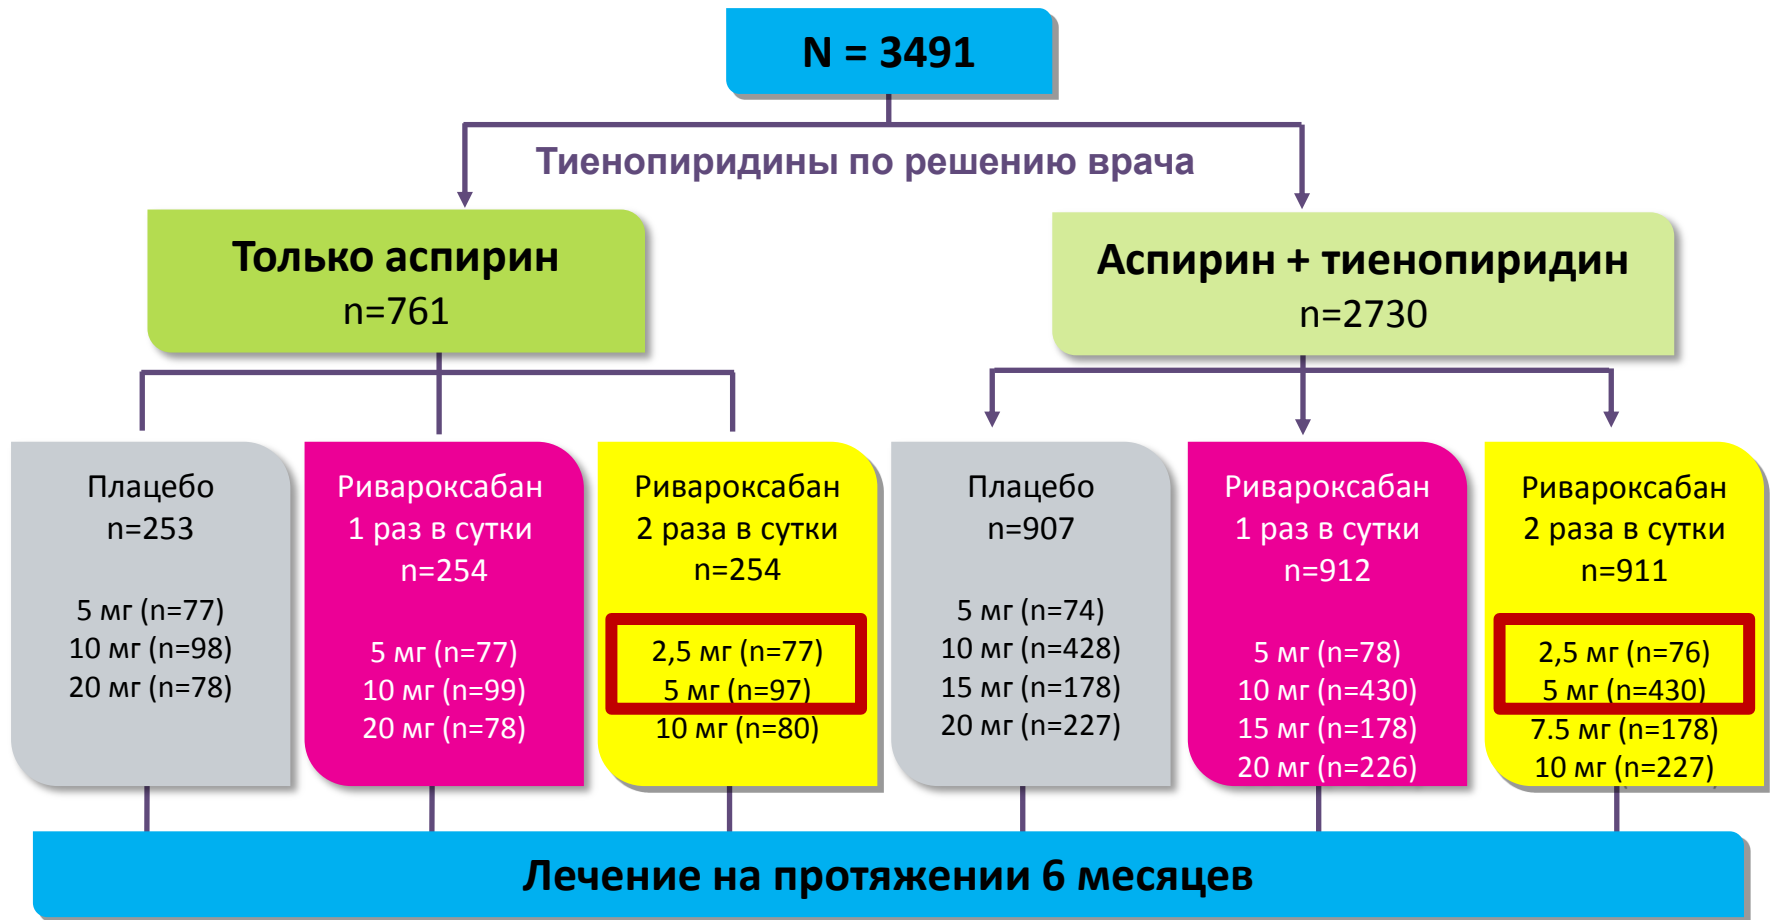 N = 3491
Тиенопиридины по решению врача
Только аспирин
n=761
Аспирин + тиенопиридин
n=2730
Плацебо
n=253
5 мг (n=77)
10 мг (n=98)
20 мг (n=78)
Ривароксабан
1 раз в сутки
n=254
5 мг (n=77)
10 мг (n=99)
20 мг (n=78)
Ривароксабан
2 раза в сутки
n=254
2,5 мг (n=77)
5 мг (n=97)
10 мг (n=80)
Плацебо
n=907
5 мг (n=74)
10 мг (n=428)
15 мг (n=178)
20 мг (n=227)
Ривароксабан
1 раз в сутки
n=912
5 мг (n=78)
10 мг (n=430)
15 мг (n=178)
20 мг (n=226)
Ривароксабан
2 раза в сутки
n=911
2,5 мг (n=76)
5 мг (n=430)
7.5 мг (n=178)
10 мг (n=227)
Лечение на протяжении 6 месяцев